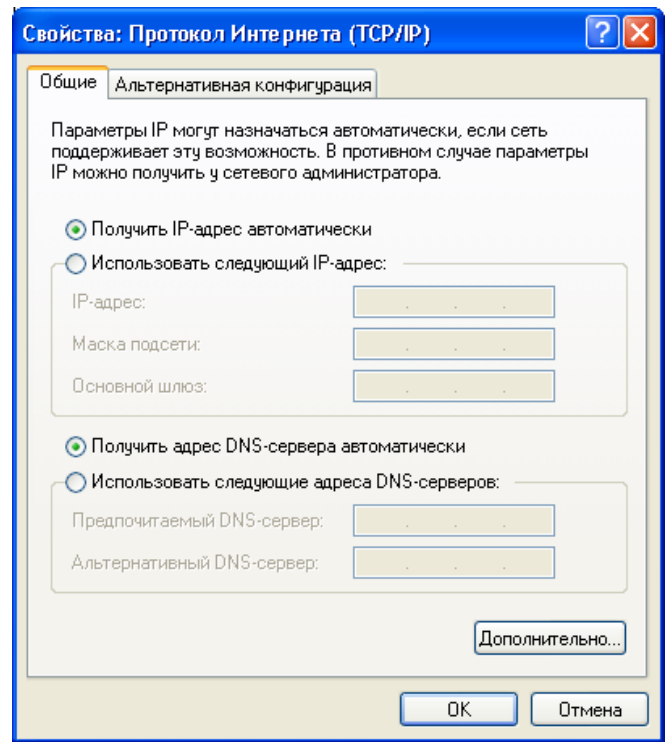 Свойства: Протокол Интернета (TCP/IP)
Общие
Альтернативная конфигурация
Параметры IP могут назначаться автоматически, если сеть
поддерживает эту возможность. В противном случае параметры
IP можно получить у сетевого администратора.
Получить IP-адрес автоматически
Использовать следующий IP-адрес:
IP-адрес:
Маска подсети:
Основной шлюз:
Получить адрес DNS-сервера автоматически
Использовать следующие адреса DNS-серверов:
Предпочитаемый DNS-сервер:
Альтернативный DNS-сервер:
Дополнительно...
ОК
Отмена